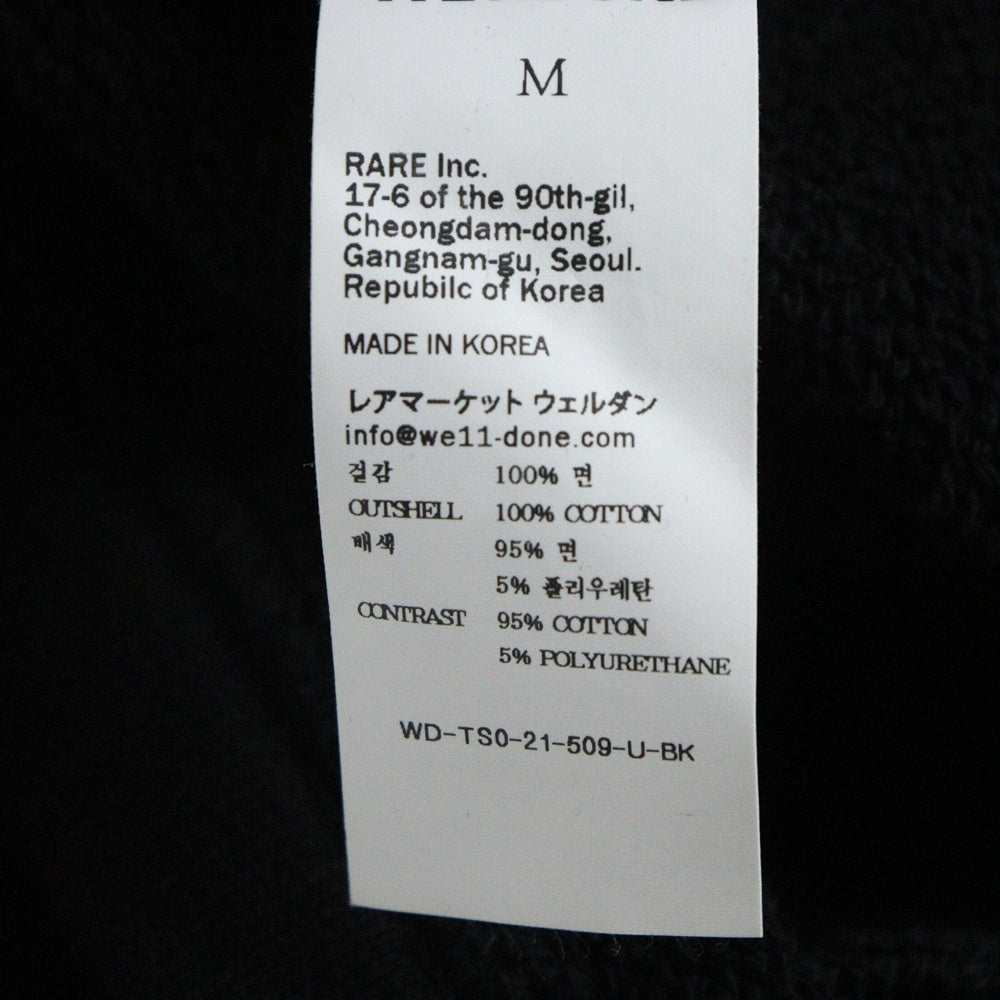 M
RARE Inc.
17-6 of the 90th-gil,
Cheongdam-dong,
Gangnam-gu, Seoul.
Repubilc of Korea
MADE IN KOREA
レアマーケット ウェルダン
info@we11-done.com
겉감 100% 면
OUTSHELL 100% COTTON
배색 95% 면
5% 폴리우레탄
CONTRAST 95% COTTON
5% POLYURETHANE
WD-TS0-21-509-U-BK